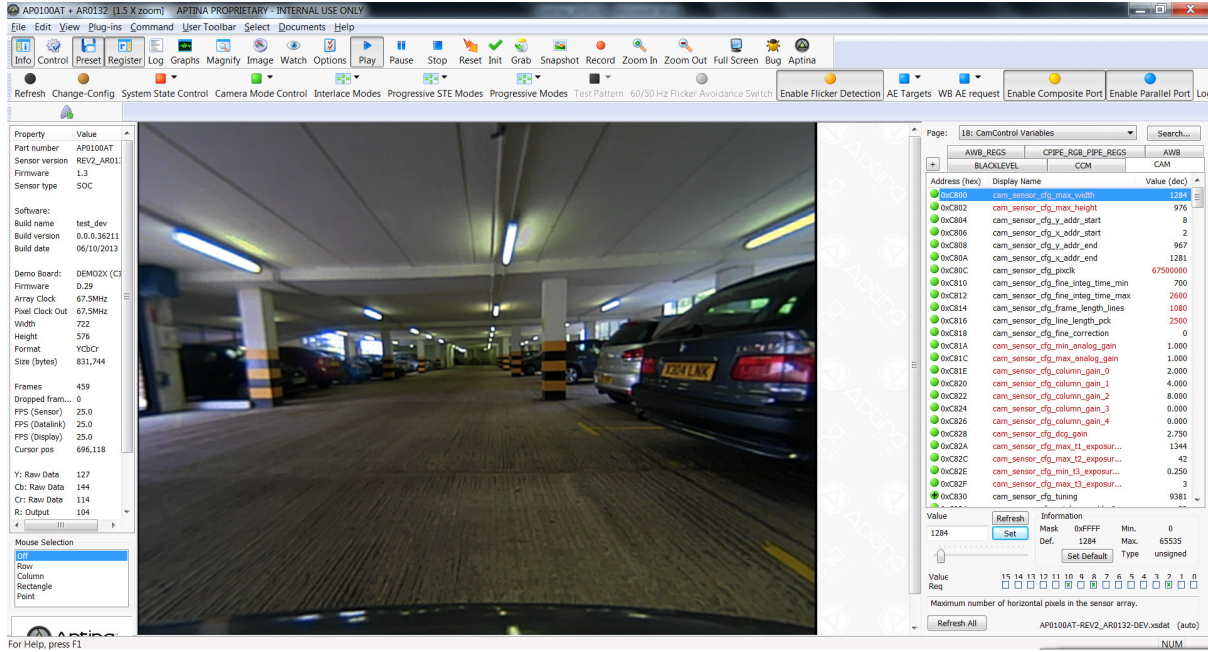 AP0100AT + AR0132 [1.5 X zoom] APTINA PROPRIETARY - INTERNAL USE ONLY
File Edit View Plug-ins Command User Toolbar Select Documents Help
Info Control Preset Register Log Graphs Magnify Image Watch Options Play Pause Stop Reset Init Grab Snapshot Record Zoom In Zoom Out Full Screen Bug Aptina
Refresh Change-Config System State Control Camera Mode Control Interlace Modes Progressive STE Modes Progressive Modes Test Pattern 60/50 Hz Flicker Avoidance Switch Enable Flicker Detection AE Targets WB AE request Enable Composite Port Enable Parallel Port Lo
Property Value
Part number AP0100AT
Sensor version REV2_AR01
Firmware 1.3
Sensor type SOC
Software:
Build name test_dev
Build version 0.0.0.36211
Build date 06/10/2013
Demo Board: DEMO2X (C
Firmware D.29
Array Clock 67.5MHz
Pixel Clock Out 67.5MHz
Width 722
Height 576
Format YCbCr
Size (bytes) 831,744
Frames 459
Dropped fram... 0
FPS (Sensor) 25.0
FPS (Datalink) 25.0
FPS (Display) 25.0
Cursor pos 696,118
Y: Raw Data 127
Cb: Raw Data 144
Cr: Raw Data 114
R: Output 104
Mouse Selection
Off
Row
Column
Rectangle
Point
Aptina
X304 LNK
Page: 18: CamControl Variables Search...
AWB_REGS CPIPE_RGB_PIPE_REGS AWB
+ BLACKLEVEL CCM CAM
Address (hex) Display Name Value (dec)
0xC800 cam_sensor_cfg_max_width 1284
0xC802 cam_sensor_cfg_max_height 976
0xC804 cam_sensor_cfg_y_addr_start 8
0xC806 cam_sensor_cfg_x_addr_start 2
0xC808 cam_sensor_cfg_y_addr_end 967
0xC80A cam_sensor_cfg_x_addr_end 1281
0xC80C cam_sensor_cfg_pixclk 67500000
0xC810 cam_sensor_cfg_fine_integ_time_min 700
0xC812 cam_sensor_cfg_fine_integ_time_max 2600
0xC814 cam_sensor_cfg_frame_length_lines 1080
0xC816 cam_sensor_cfg_line_length_pck 2500
0xC818 cam_sensor_cfg_fine_correction 0
0xC81A cam_sensor_cfg_min_analog_gain 1.000
0xC81C cam_sensor_cfg_max_analog_gain 1.000
0xC81E cam_sensor_cfg_column_gain_0 2.000
0xC820 cam_sensor_cfg_column_gain_1 4.000
0xC822 cam_sensor_cfg_column_gain_2 8.000
0xC824 cam_sensor_cfg_column_gain_3 0.000
0xC826 cam_sensor_cfg_column_gain_4 0.000
0xC828 cam_sensor_cfg_dcg_gain 2.750
0xC82A cam_sensor_cfg_max_t1_exposur... 1344
0xC82C cam_sensor_cfg_max_t2_exposur... 42
0xC82E cam_sensor_cfg_min_t3_exposur... 0.250
0xC82F cam_sensor_cfg_max_t3_exposur... 3
0xC830 cam_sensor_cfg_tuning 9381
Value Refresh Information
1284 Set Mask 0xFFFF Min. 0
Def. 1284 Max. 65535
Set Default Type unsigned
Value 15 14 13 12 11 10 9 8 7 6 5 4 3 2 1 0
Req
Maximum number of horizontal pixels in the sensor array.
Refresh All AP0100AT-REV2_AR0132-DEV.xsdat (auto)
For Help, press F1 NUM